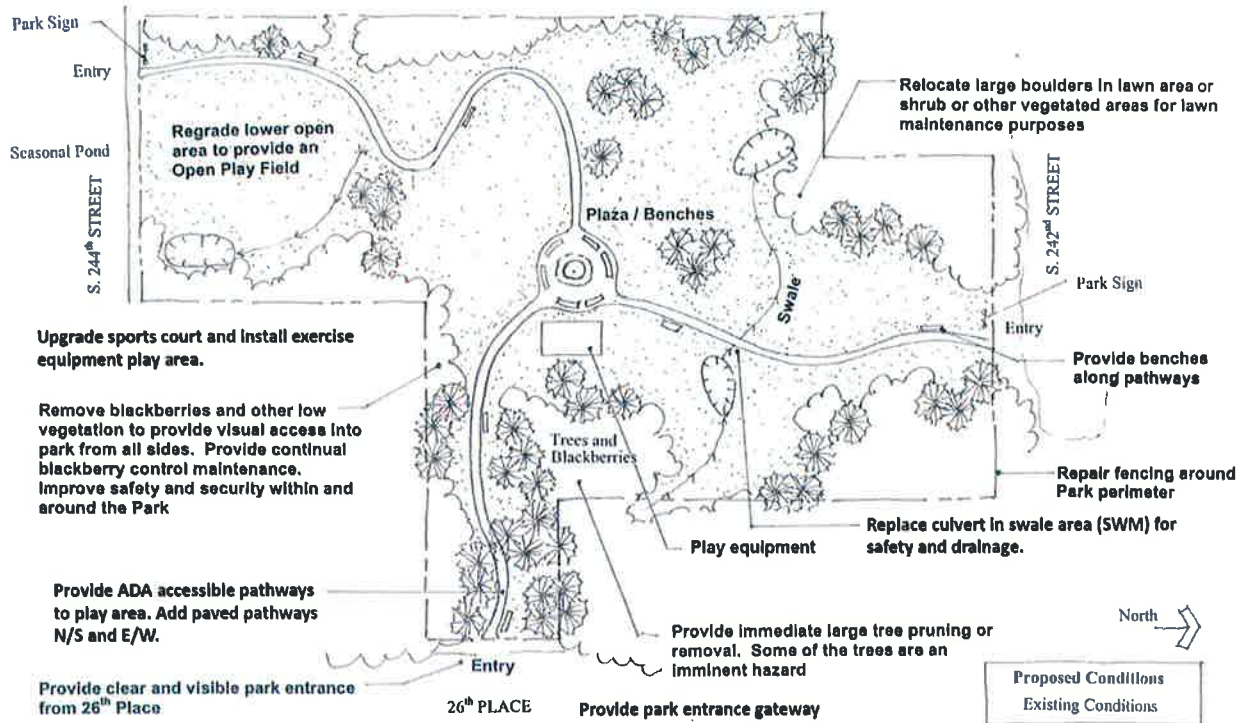 Park Sign
Entry
Seasonal Pond
S. 244th STREET
Regrade lower open
area to provide an
Open Play Field
Relocate large boulders in lawn area or
shrub or other vegetated areas for lawn
maintenance purposes
S. 242nd STREET
Plaza / Benches
Swale
Park Sign
Entry
Provide benches
along pathways
Upgrade sports court and install exercise
equipment play area.
Remove blackberries and other low
vegetation to provide visual access into
park from all sides. Provide continual
blackberry control maintenance.
Improve safety and security within and
around the Park
Trees and
Blackberries
Repair fencing around
Park perimeter
Play equipment
Replace culvert in swale area (SWM) for
safety and drainage.
Provide ADA accessible pathways
to play area. Add paved pathways
N/S and E/W.
Provide immediate large tree pruning or
removal. Some of the trees are an
imminent hazard
North
Entry
Provide clear and visible park entrance
from 26th Place
26th PLACE
Provide park entrance gateway
Proposed Conditions
Existing Conditions